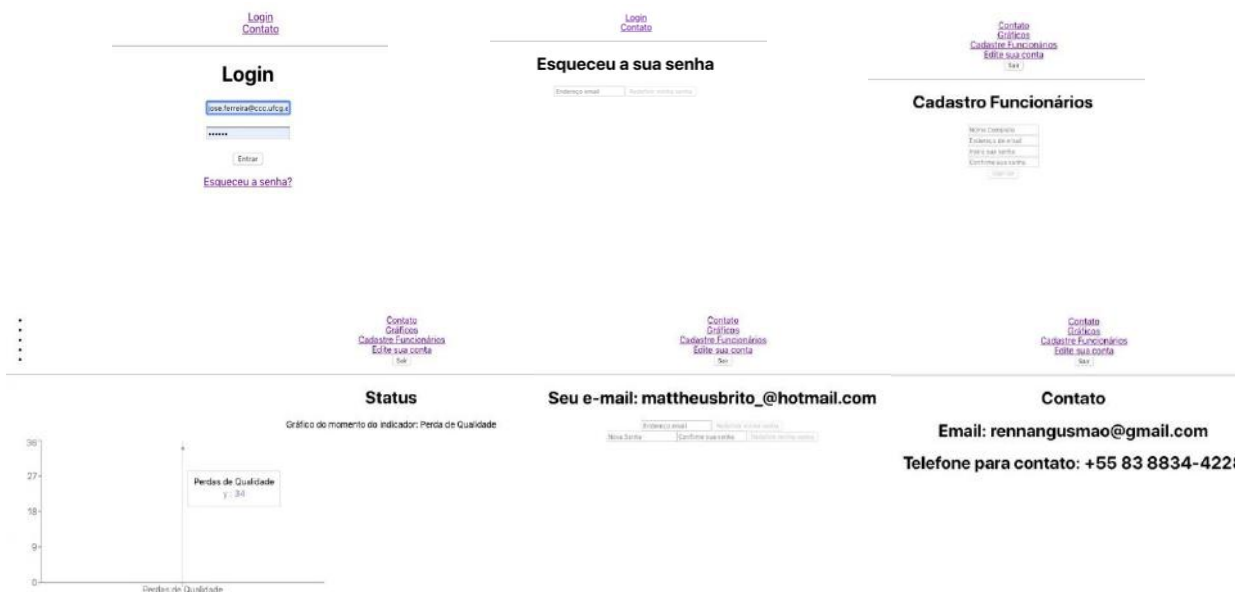 Login
Contato
Login
jose.ferreira@ccc.ufcg.e
••••••
Entrar
Esqueceu a senha?
Login
Contato
Esqueceu a sua senha
Endereço email Redefinir minha senha
Contato
Gráficos
Cadastre Funcionários
Edite sua conta
Sair
Cadastro Funcionários
Nome Completo
Endereço de email
Insira sua senha
Confirme sua senha
Sign Up
Contato
Gráficos
Cadastre Funcionários
Edite sua conta
Sair
Status
Gráfico do momento do indicador: Perda de Qualidade
36
27
18
9
0
Perdas de Qualidade
y : 34
Perdas de Qualidade
Contato
Gráficos
Cadastre Funcionários
Edite sua conta
Sair
Seu e-mail: mattheusbrito_@hotmail.com
Endereço email Redefinir minha senha
Nova Senha Confirme sua senha Redefinir minha senha
Contato
Gráficos
Cadastre Funcionários
Edite sua conta
Sair
Contato
Email: rennangusmao@gmail.com
Telefone para contato: +55 83 8834-4228